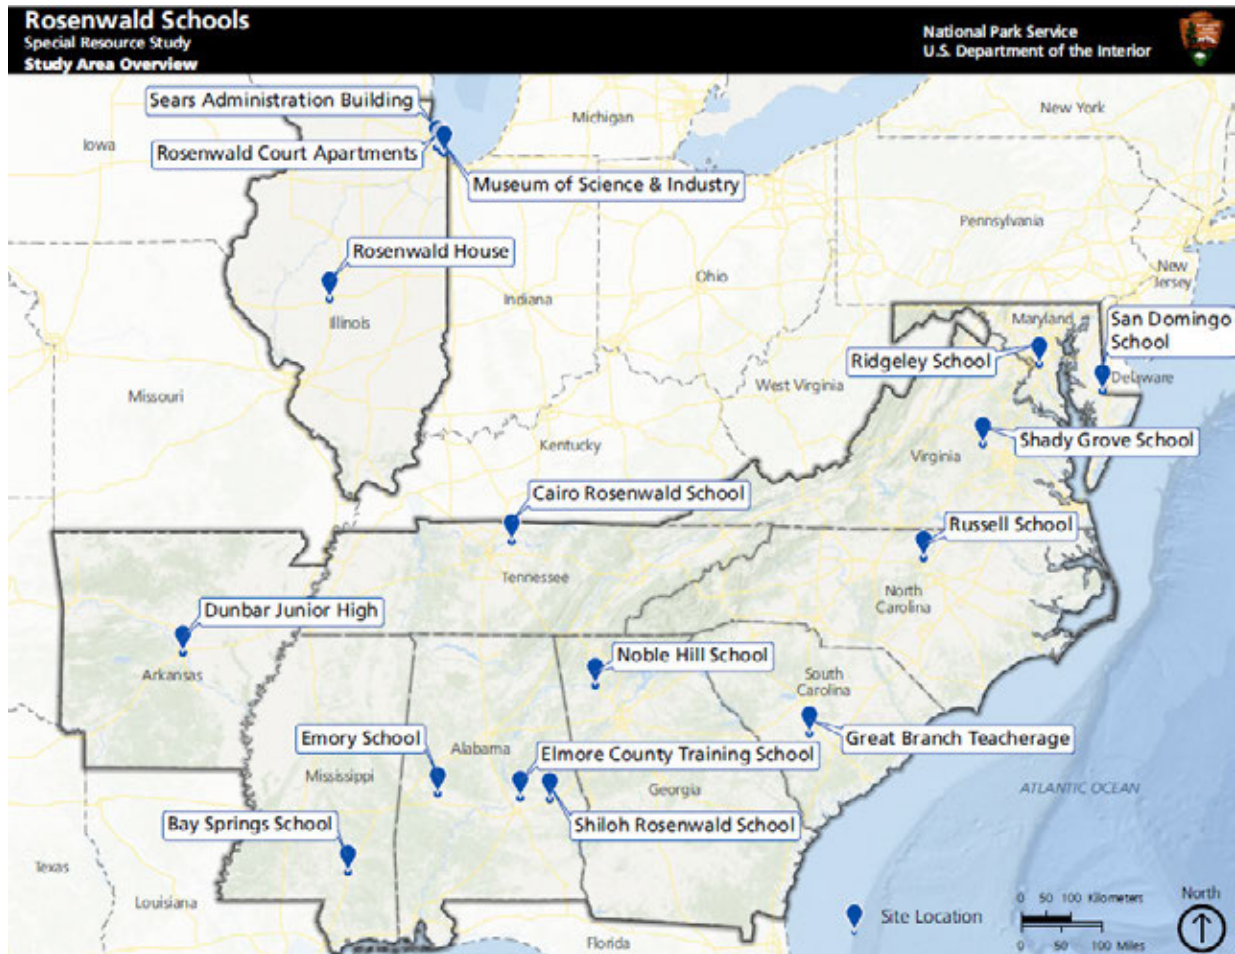 Rosenwald Schools
Special Resource Study
Study Area Overview
National Park Service
U.S. Department of the Interior
Sears Administration Building
Rosenwald Court Apartments
Museum of Science & Industry
Iowa
Michigan
New York
Rosenwald House
Illinois
Indiana
Ohio
Pennsylvania
New
Jersey
Maryland
San Domingo
School
Ridgeley School
Delaware
Missouri
West Virginia
Kentucky
Virginia
Shady Grove School
Cairo Rosenwald School
Tennessee
Russell School
North
Carolina
Dunbar Junior High
Arkansas
Noble Hill School
South
Carolina
Great Branch Teacherage
Emory School
Alabama
Elmore County Training School
Mississippi
Georgia
Shiloh Rosenwald School
Bay Springs School
ATLANTIC OCEAN
Texas
Louisiana
Florida
Site Location
0 50 100 Kilometers
0 50 100 Miles
North